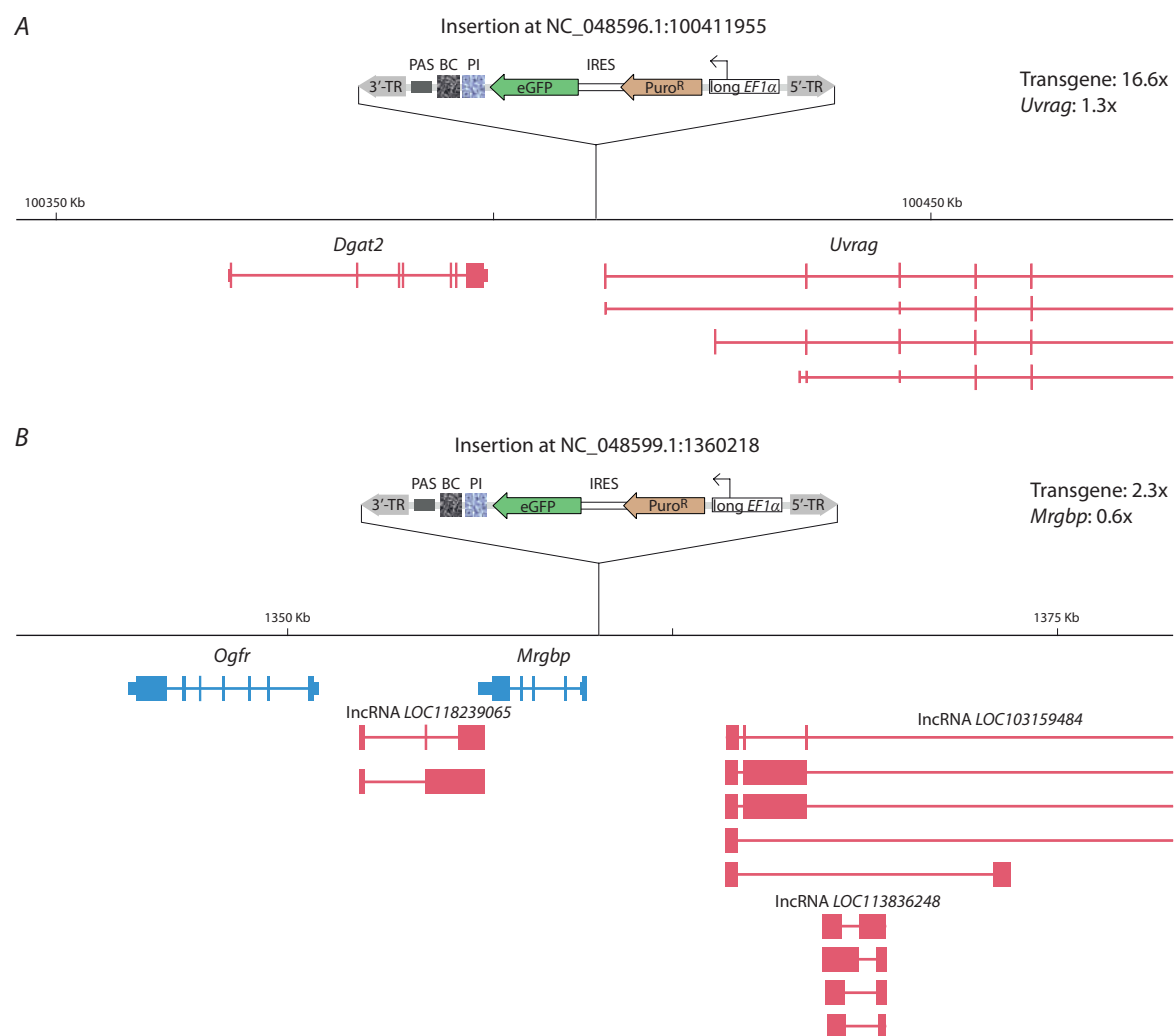 A
Insertion at NC_048596.1:100411955
PAS BC PI IRES
3′-TR eGFP Puroᴿ long EF1α 5′-TR
Transgene: 16.6x
Uvrag: 1.3x
100350 Kb 100450 Kb
Dgat2 Uvrag
B
Insertion at NC_048599.1:1360218
PAS BC PI IRES
3′-TR eGFP Puroᴿ long EF1α 5′-TR
Transgene: 2.3x
Mrgbp: 0.6x
1350 Kb 1375 Kb
Ogfr Mrgbp
lncRNA LOC118239065 lncRNA LOC103159484
lncRNA LOC113836248